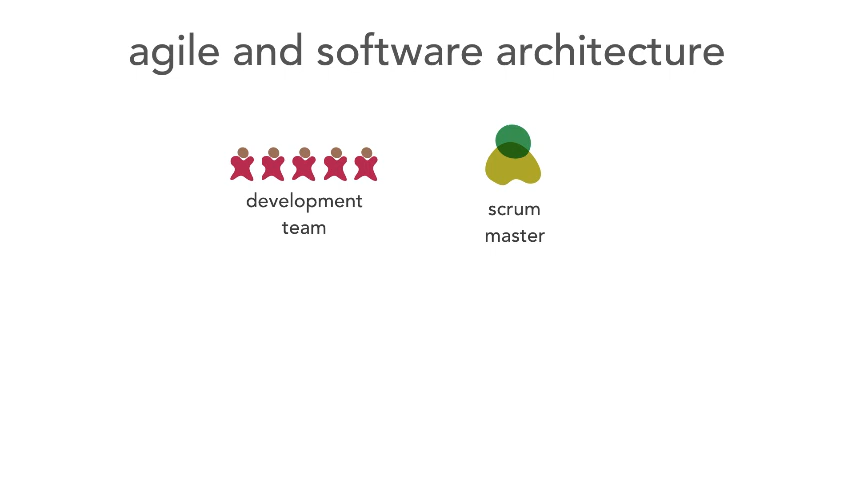 agile and software architecture
development
team
scrum
master